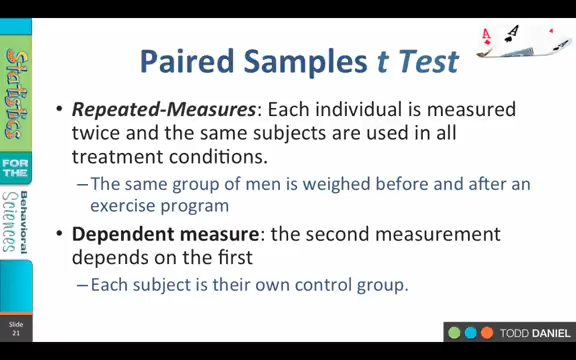 Paired Samples t Test
• Repeated-Measures: Each individual is measured
twice and the same subjects are used in all
treatment conditions.
–The same group of men is weighed before and after an
exercise program
• Dependent measure: the second measurement
depends on the first
–Each subject is their own control group.
Statistics
FOR THE
Behavioral
Sciences
Slide
21
TODD DANIEL
A
A